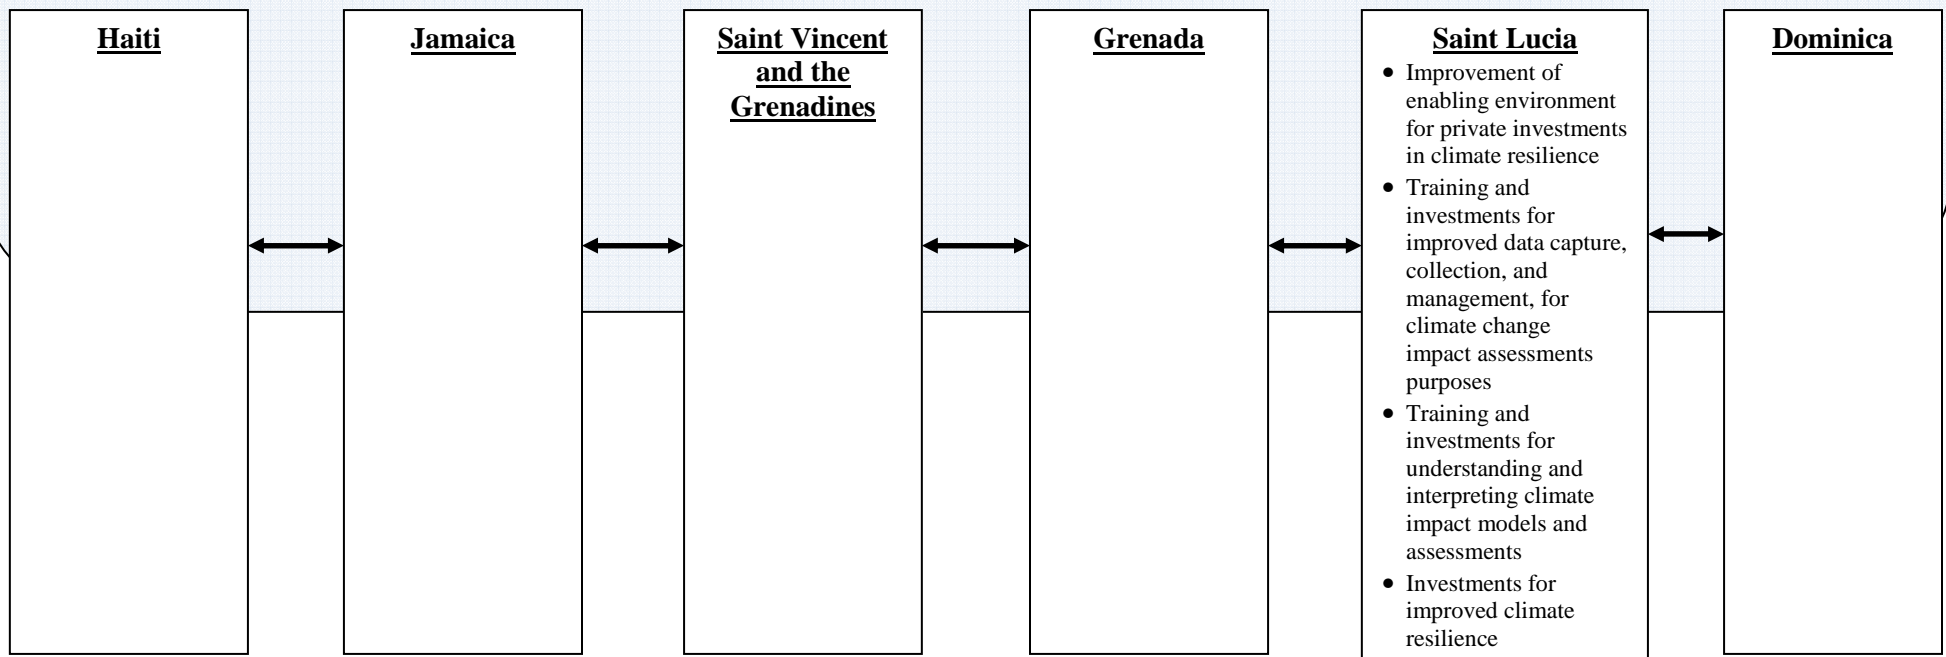 Haiti
Jamaica
Saint Vincent
and the
Grenadines
Grenada
Saint Lucia
• Improvement of
enabling environment
for private investments
in climate resilience
• Training and
investments for
improved data capture,
collection, and
management, for
climate change
impact assessments
purposes
• Training and
investments for
understanding and
interpreting climate
impact models and
assessments
• Investments for
improved climate
resilience
Dominica